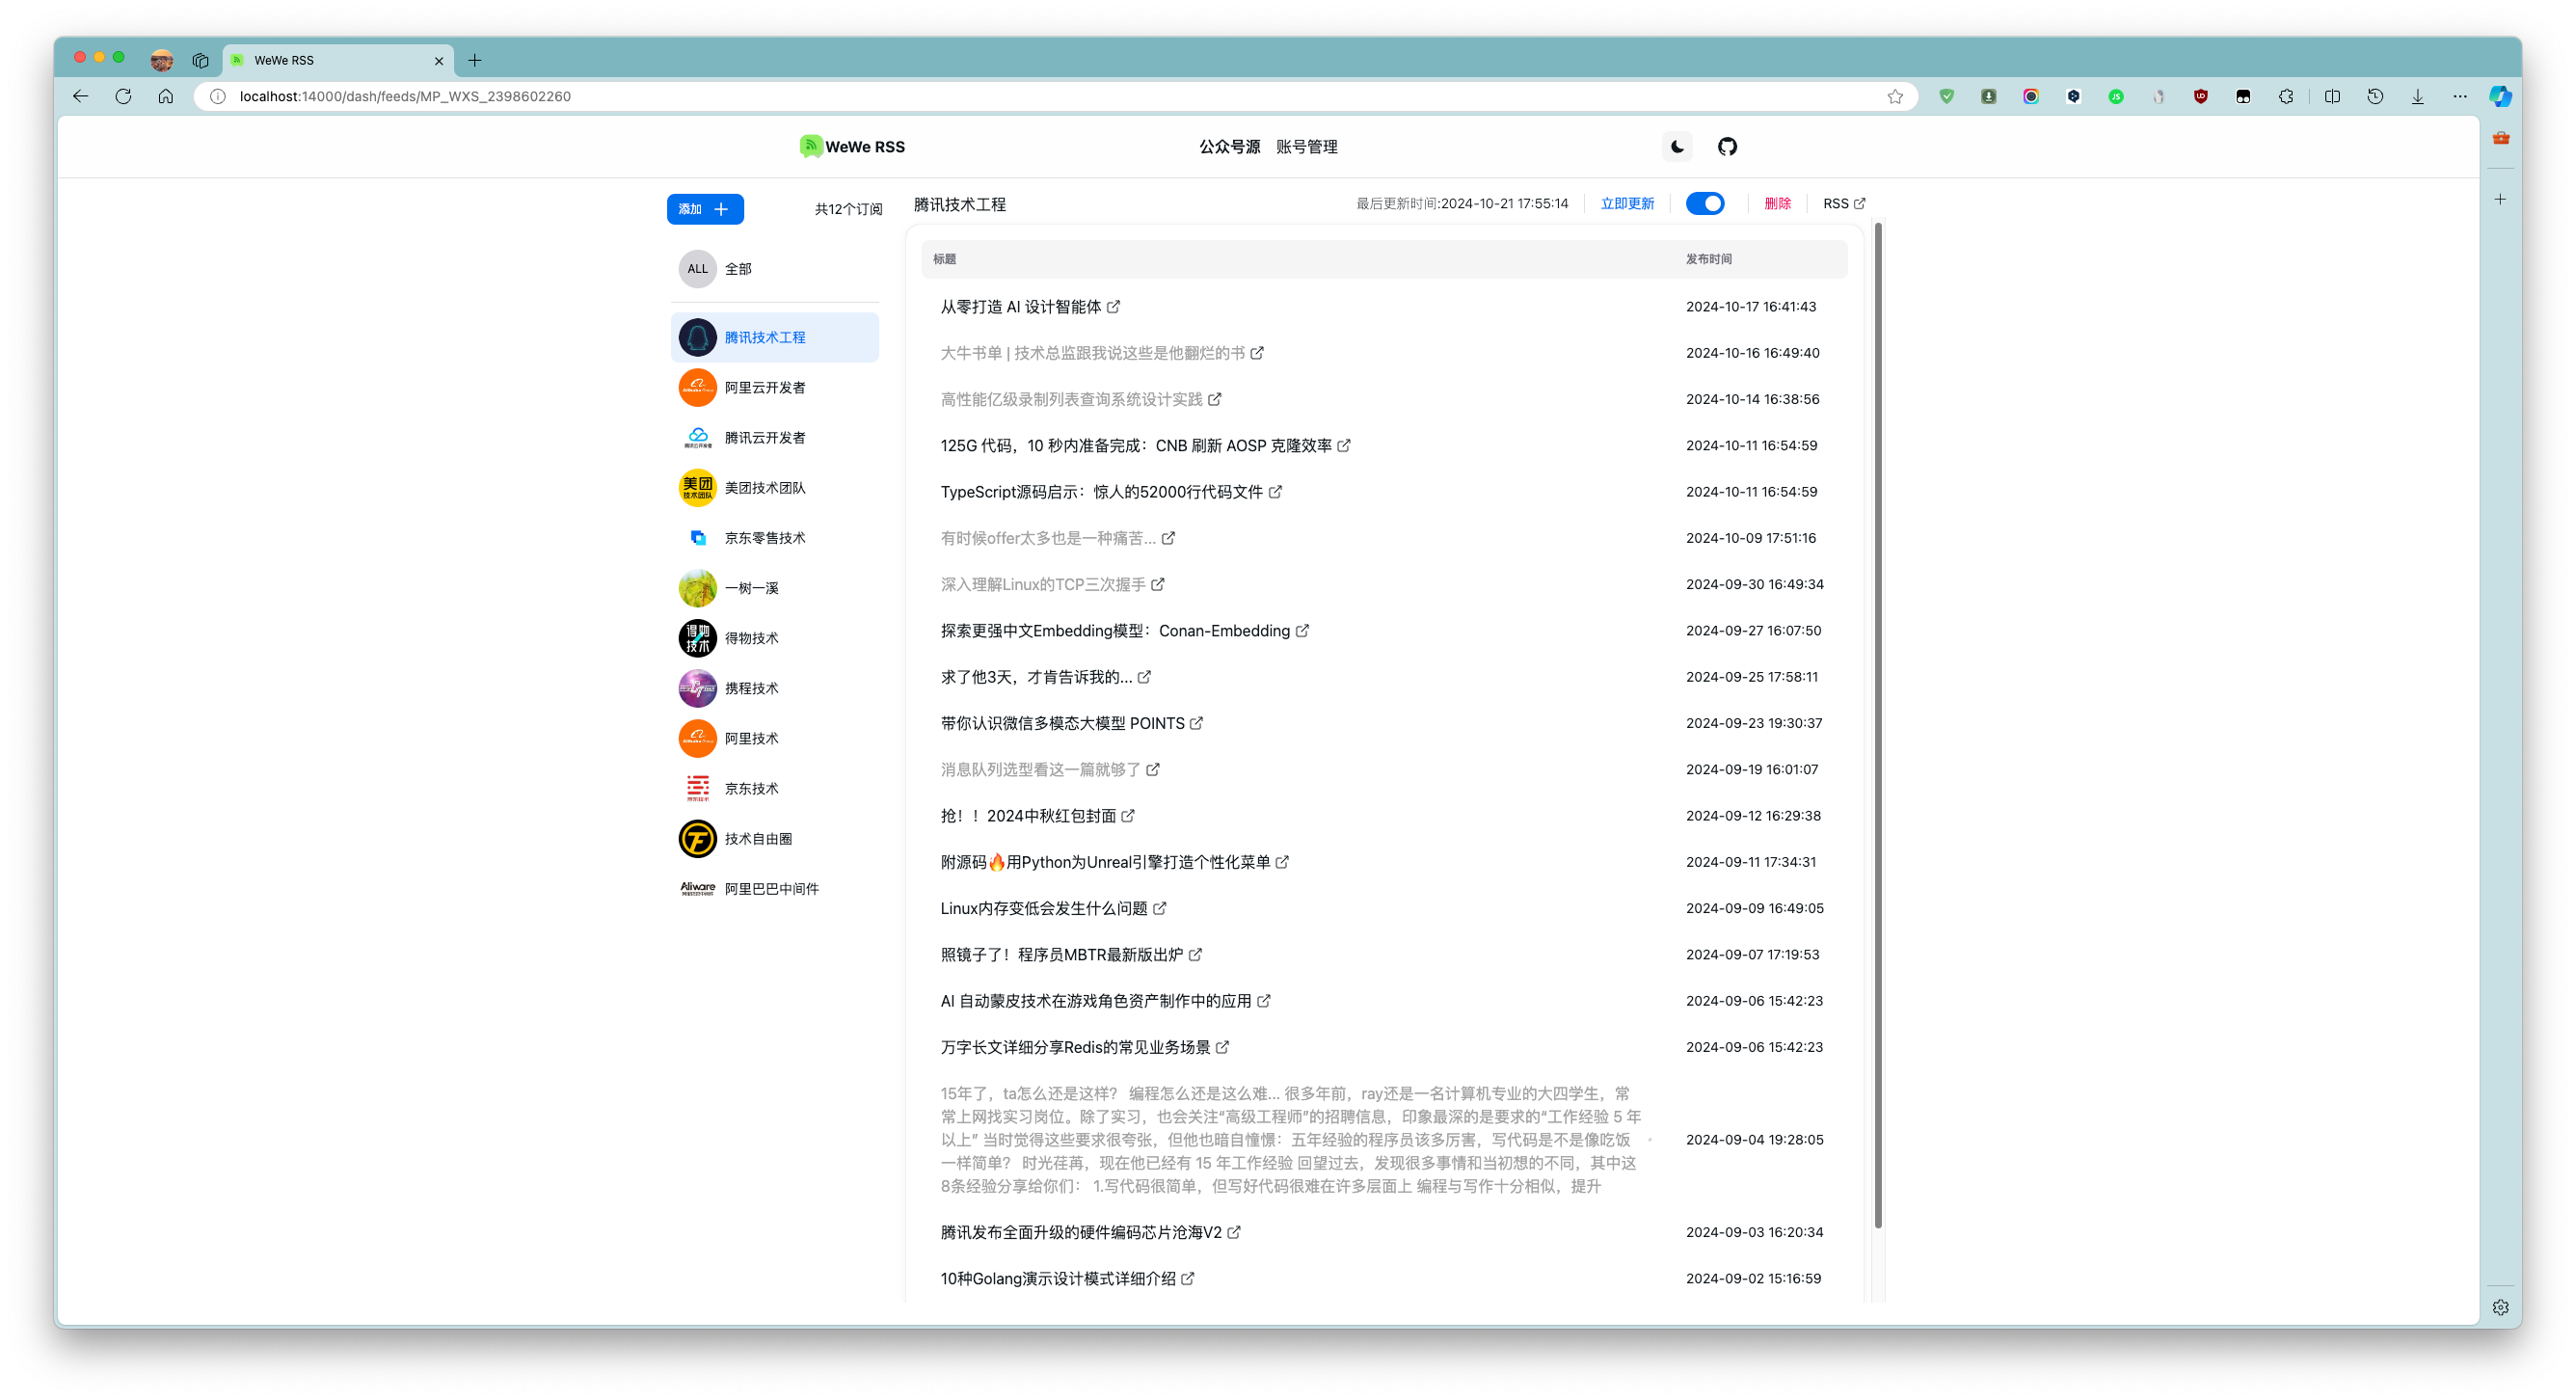 WeWe RSS
localhost:14000/dash/feeds/MP_WXS_2398602260
WeWe RSS
公众号源 账号管理
添加
共12个订阅
腾讯技术工程
最后更新时间:2024-10-21 17:55:14 立即更新 删除 RSS
ALL 全部
腾讯技术工程
阿里云开发者
腾讯云开发者 腾讯云开发者
美团技术团队 美团技术团队
京东零售技术
一树一溪
得物技术 得物技术
携程技术
阿里技术
京东技术 京东技术
技术自由圈
Aliware 阿里巴巴中间件
标题 发布时间
从零打造 AI 设计智能体 2024-10-17 16:41:43
大牛书单 | 技术总监跟我说这些是他翻烂的书 2024-10-16 16:49:40
高性能亿级录制列表查询系统设计实践 2024-10-14 16:38:56
125G 代码，10 秒内准备完成：CNB 刷新 AOSP 克隆效率 2024-10-11 16:54:59
TypeScript源码启示：惊人的52000行代码文件 2024-10-11 16:54:59
有时候offer太多也是一种痛苦... 2024-10-09 17:51:16
深入理解Linux的TCP三次握手 2024-09-30 16:49:34
探索更强中文Embedding模型：Conan-Embedding 2024-09-27 16:07:50
求了他3天，才肯告诉我的... 2024-09-25 17:58:11
带你认识微信多模态大模型 POINTS 2024-09-23 19:30:37
消息队列选型看这一篇就够了 2024-09-19 16:01:07
抢！！2024中秋红包封面 2024-09-12 16:29:38
附源码🔥用Python为Unreal引擎打造个性化菜单 2024-09-11 17:34:31
Linux内存变低会发生什么问题 2024-09-09 16:49:05
照镜子了！程序员MBTR最新版出炉 2024-09-07 17:19:53
AI 自动蒙皮技术在游戏角色资产制作中的应用 2024-09-06 15:42:23
万字长文详细分享Redis的常见业务场景 2024-09-06 15:42:23
15年了，ta怎么还是这样？ 编程怎么还是这么难... 很多年前，ray还是一名计算机专业的大四学生，常
常上网找实习岗位。除了实习，也会关注“高级工程师”的招聘信息，印象最深的是要求的“工作经验 5 年
以上” 当时觉得这些要求很夸张，但他也暗自憧憬：五年经验的程序员该多厉害，写代码是不是像吃饭 2024-09-04 19:28:05
一样简单？ 时光荏苒，现在他已经有 15 年工作经验 回望过去，发现很多事情和当初想的不同，其中这
8条经验分享给你们： 1.写代码很简单，但写好代码很难在许多层面上 编程与写作十分相似，提升
腾讯发布全面升级的硬件编码芯片沧海V2 2024-09-03 16:20:34
10种Golang演示设计模式详细介绍 2024-09-02 15:16:59